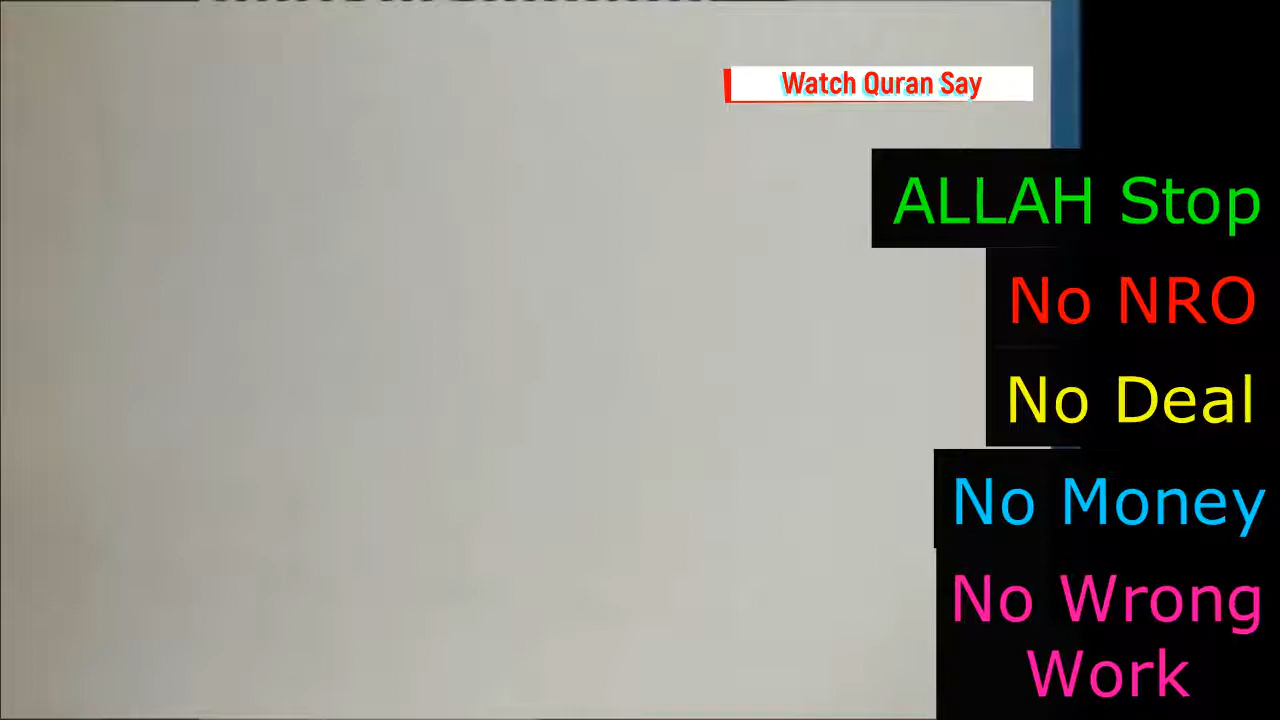 Watch Quran Say
ALLAH Stop
No NRO
No Deal
No Money
No Wrong
Work